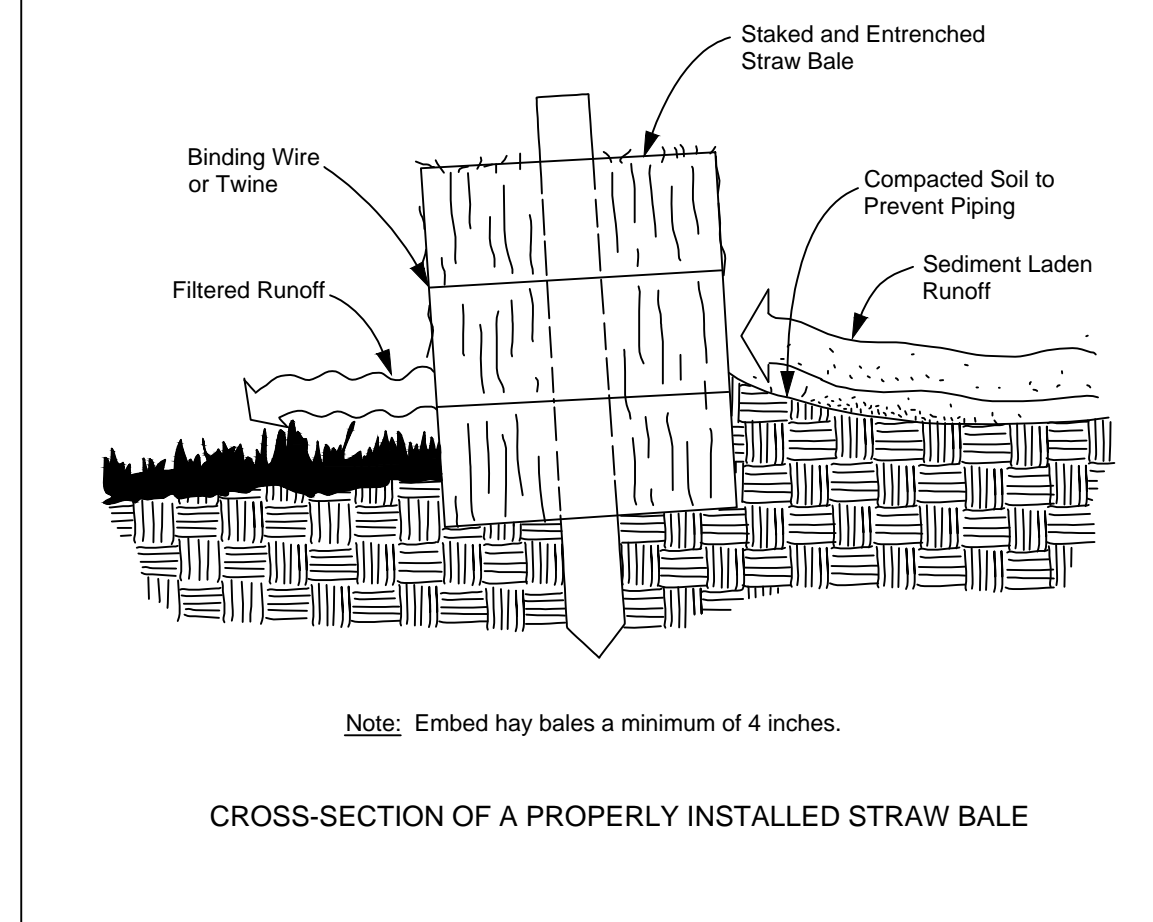 Staked and Entrenched
Straw Bale
Binding Wire
or Twine
Compacted Soil to
Prevent Piping
Sediment Laden
Runoff
Filtered Runoff
Note: Embed hay bales a minimum of 4 inches.
CROSS-SECTION OF A PROPERLY INSTALLED STRAW BALE